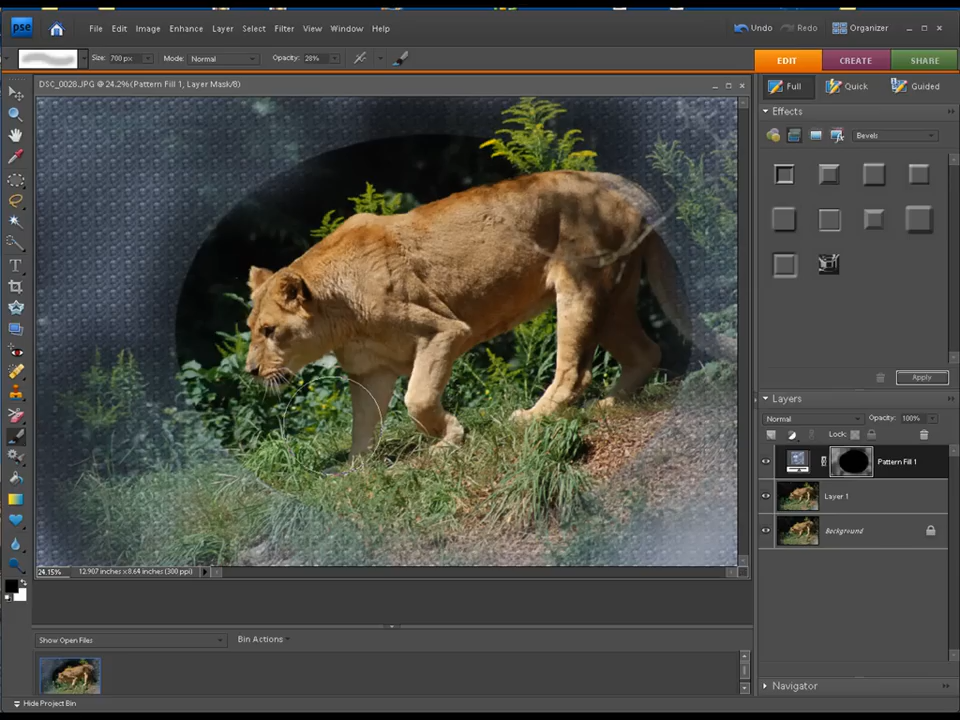 pse File Edit Image Enhance Layer Select Filter View Window Help Undo Redo Organizer
Size: 700 px Mode: Normal Opacity: 28%
EDIT CREATE SHARE
DSC_0028.JPG @ 24.2%(Pattern Fill 1, Layer Mask/8)
Full Quick Guided
Effects
Bevels
Apply
Layers
Normal Opacity: 100%
Lock:
Pattern Fill 1
Layer 1
Background
24.15% 12.907 inches x 8.64 inches (300 ppi)
Show Open Files Bin Actions
Navigator
Hide Project Bin